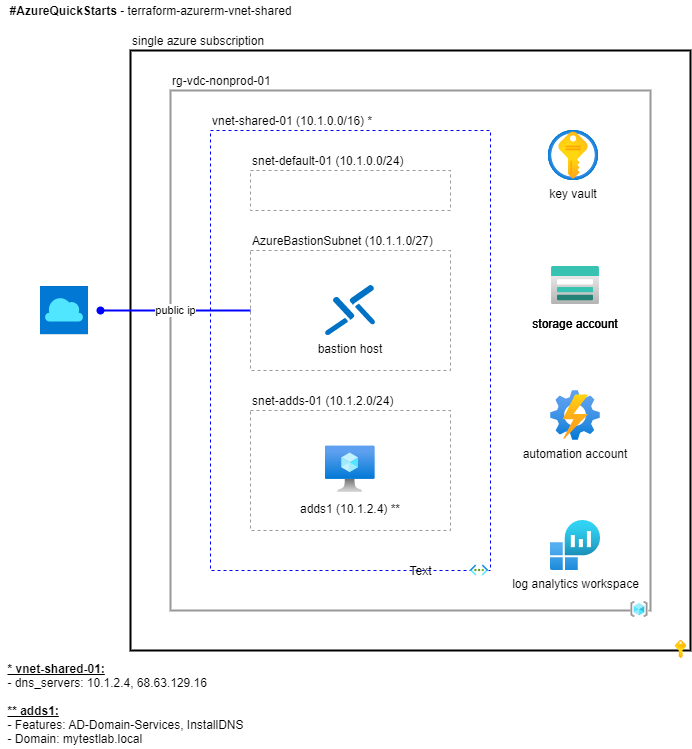 #AzureQuickStarts - terraform-azurerm-vnet-shared
single azure subscription
rg-vdc-nonprod-01
vnet-shared-01 (10.1.0.0/16) *
snet-default-01 (10.1.0.0/24)
key vault
AzureBastionSubnet (10.1.1.0/27)
public ip
storage account
bastion host
snet-adds-01 (10.1.2.0/24)
automation account
adds1 (10.1.2.4) **
Text
log analytics workspace
* vnet-shared-01:
- dns_servers: 10.1.2.4, 68.63.129.16
** adds1:
- Features: AD-Domain-Services, InstallDNS
- Domain: mytestlab.local